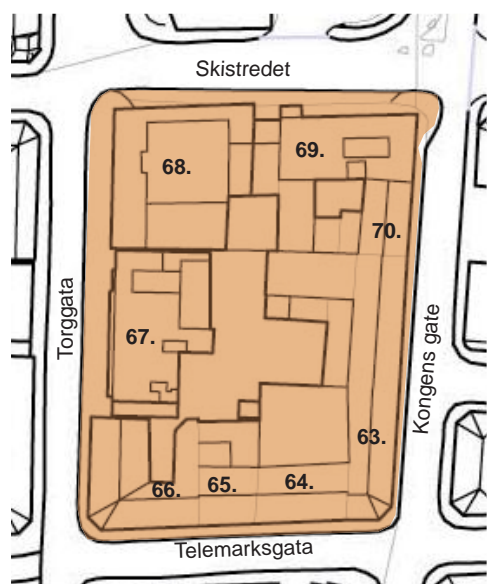 Skistredet
68.
69.
70.
Torggata
67.
Kongens gate
63.
66.
65.
64.
Telemarksgata